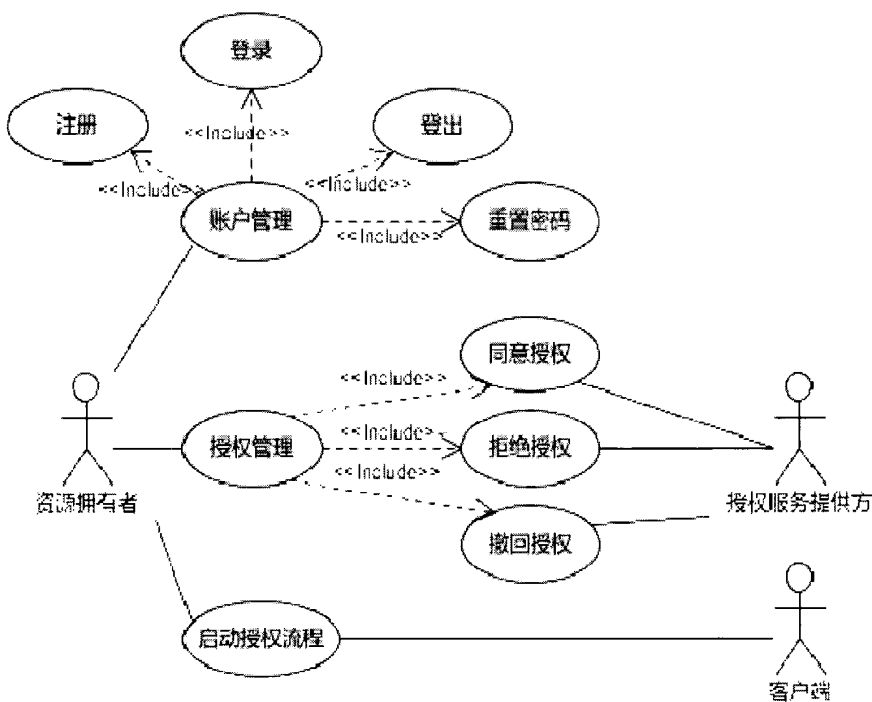 登录
注册
<<Include>>
登出
<<Include>>
<<Include>>
账户管理
重置密码
<<Include>>
同意授权
<<Include>>
授权管理
<<Include>>
拒绝授权
<<Include>>
资源拥有者
授权服务提供方
撤回授权
启动授权流程
客户端